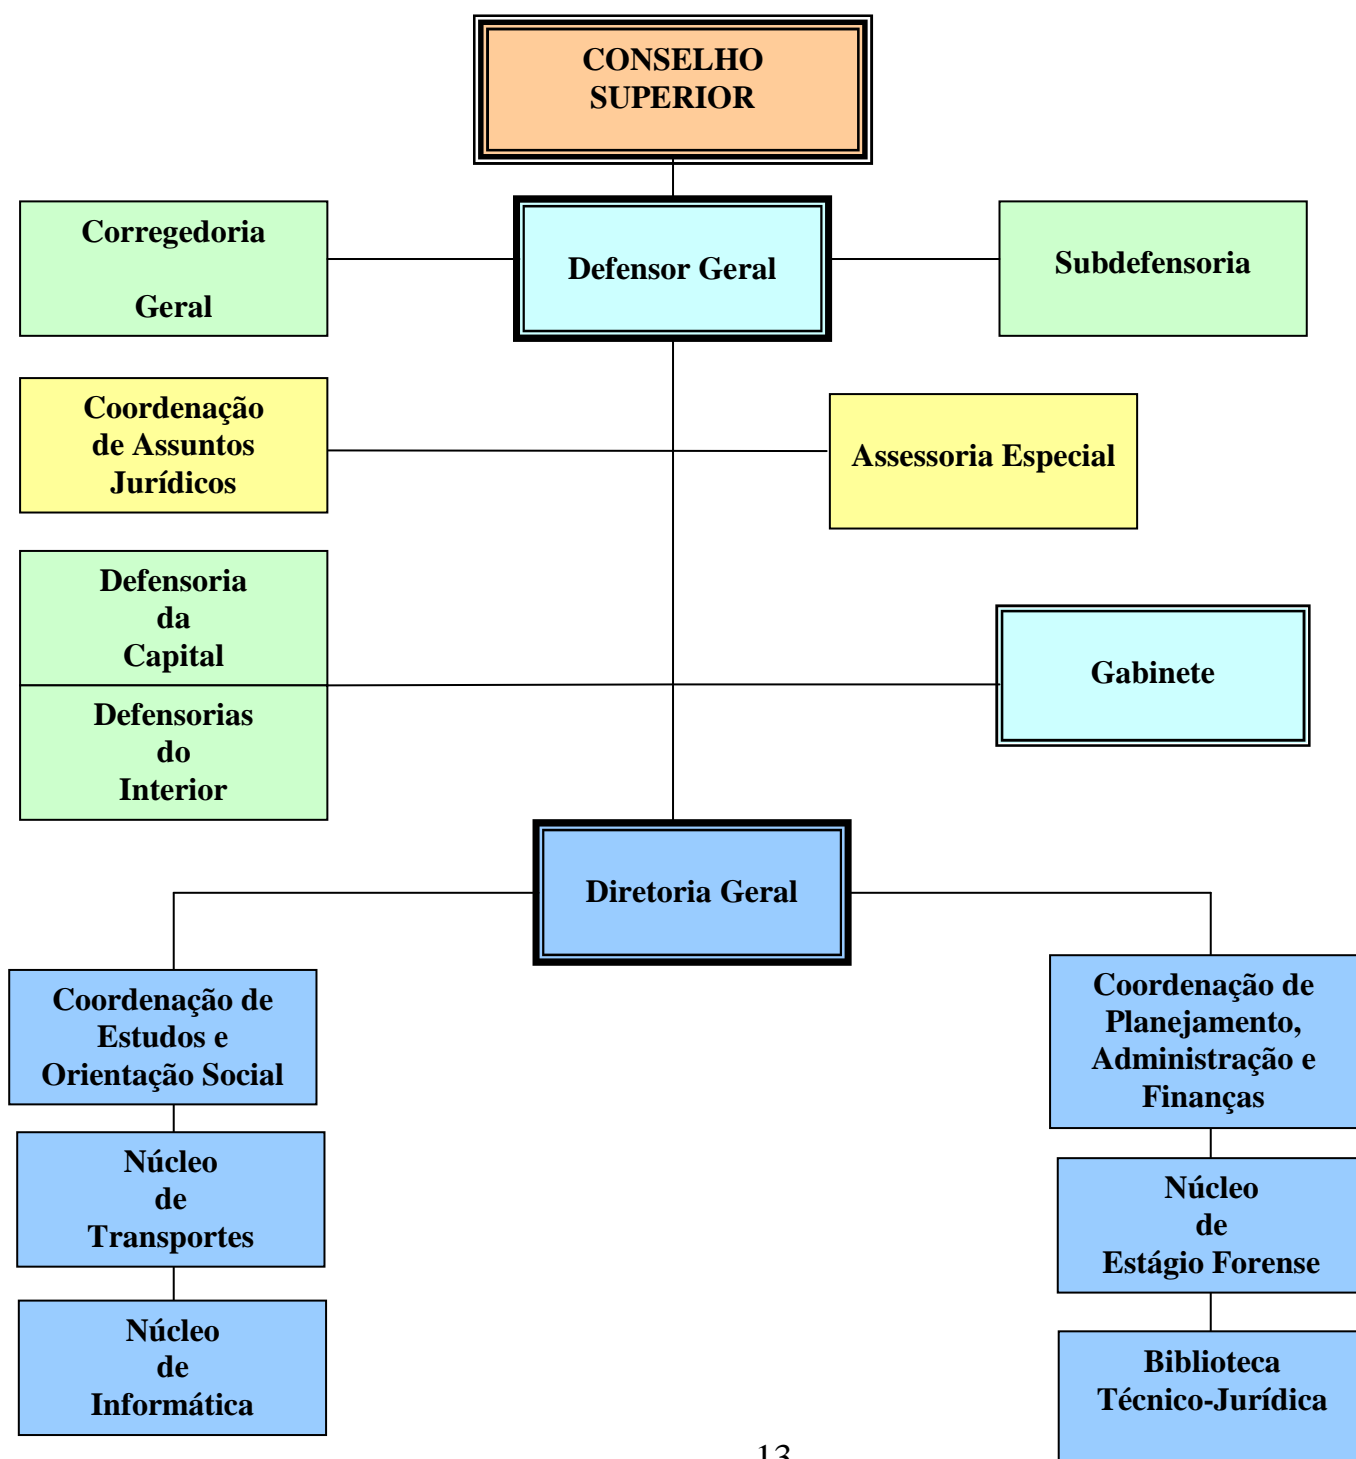 CONSELHO
SUPERIOR
Corregedoria
Geral
Defensor Geral
Subdefensoria
Coordenação
de Assuntos
Jurídicos
Assessoria Especial
Defensoria
da
Capital
Gabinete
Defensorias
do
Interior
Diretoria Geral
Coordenação de
Estudos e
Orientação Social
Coordenação de
Planejamento,
Administração e
Finanças
Núcleo
de
Transportes
Núcleo
de
Estágio Forense
Núcleo
de
Informática
Biblioteca
Técnico-Jurídica
13